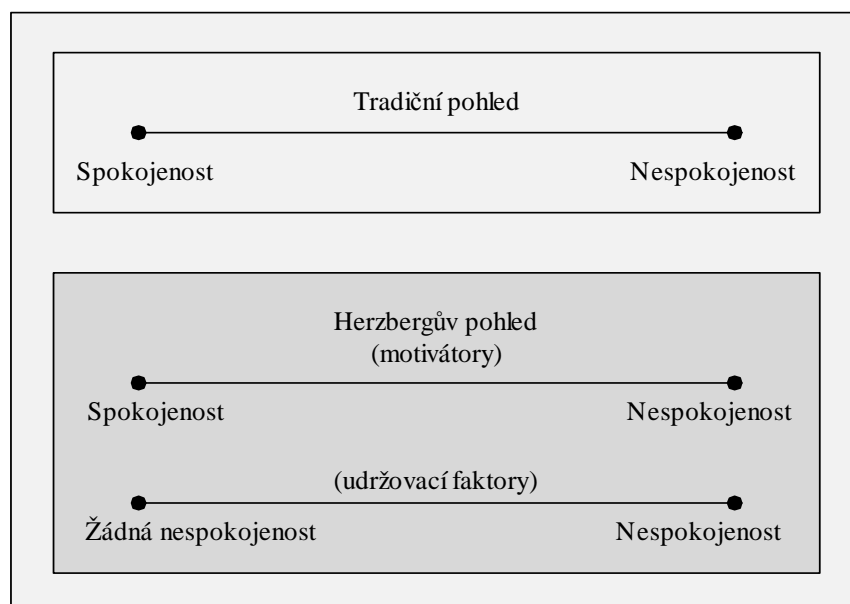 Tradiční pohled
Spokojenost Nespokojenost
Herzbergův pohled
(motivátory)
Spokojenost Nespokojenost
(udržovací faktory)
Žádná nespokojenost Nespokojenost